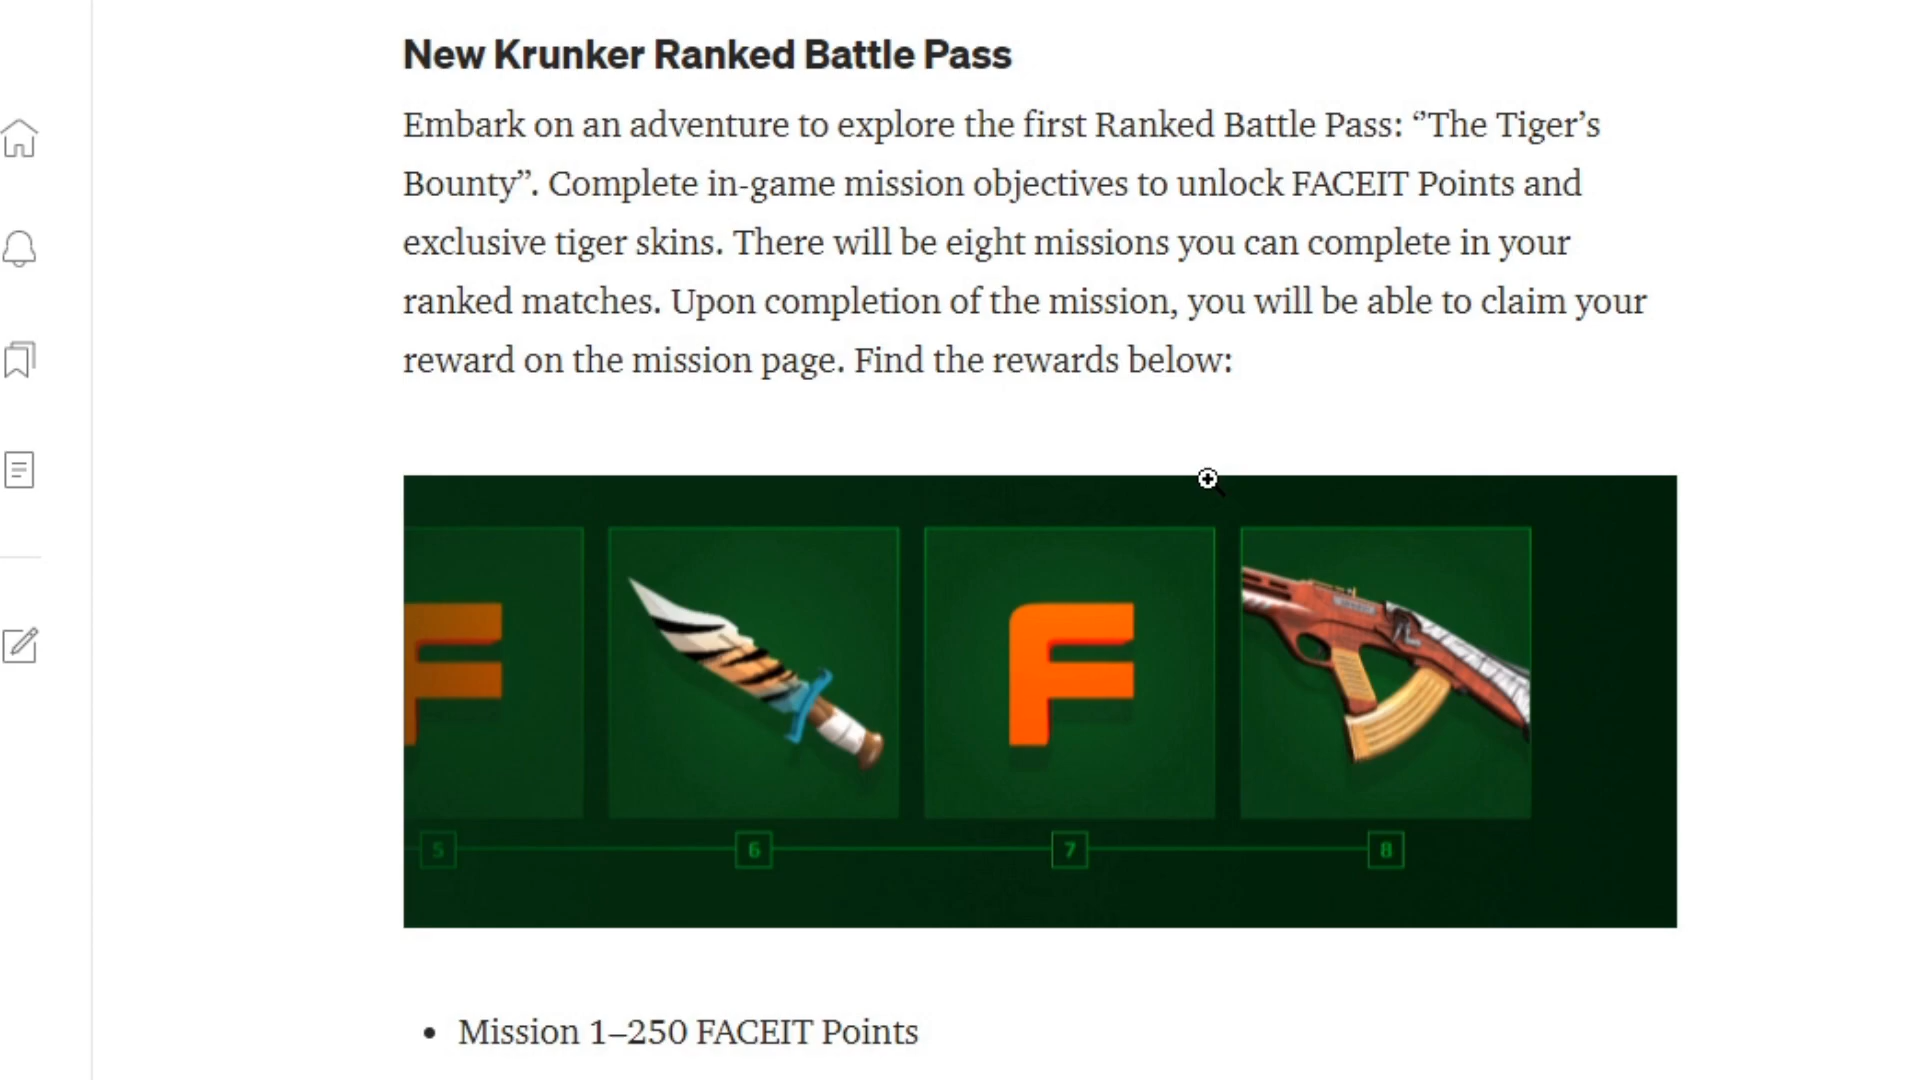 New Krunker Ranked Battle Pass
Embark on an adventure to explore the first Ranked Battle Pass: “The Tiger’s
Bounty”. Complete in-game mission objectives to unlock FACEIT Points and
exclusive tiger skins. There will be eight missions you can complete in your
ranked matches. Upon completion of the mission, you will be able to claim your
reward on the mission page. Find the rewards below:
F
F
5
6
7
8
• Mission 1–250 FACEIT Points